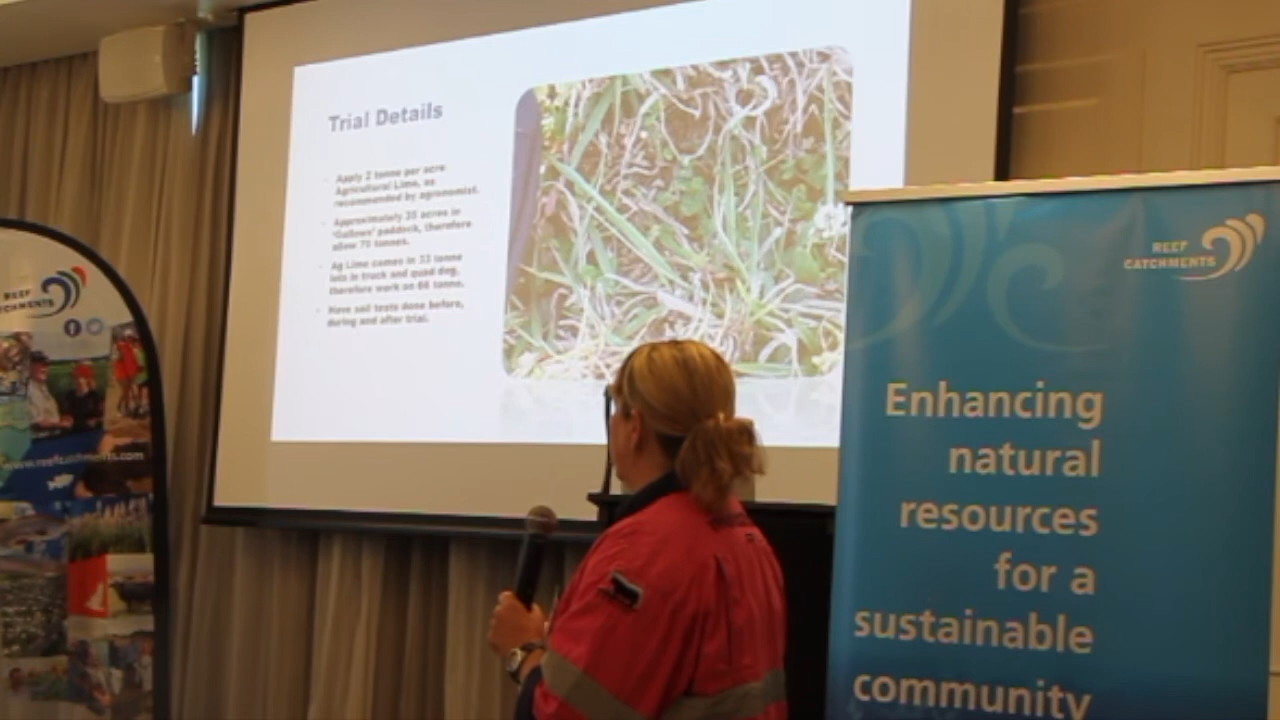 Trial Details
Apply 2 tonne per acre
Agricultural Lime, as
recommended by agronomist.
Approximately 35 acres in
'Gallows' paddock, therefore
allow 70 tonnes.
Ag Lime comes in 33 tonne
lots in truck and quad dog,
therefore work on 66 tonne.
Have soil tests done before,
during and after trial.
REEF
CATCHMENTS
www.reefcatchments.com
REEF
CATCHMENTS
Enhancing
natural
resources
for a
sustainable
community